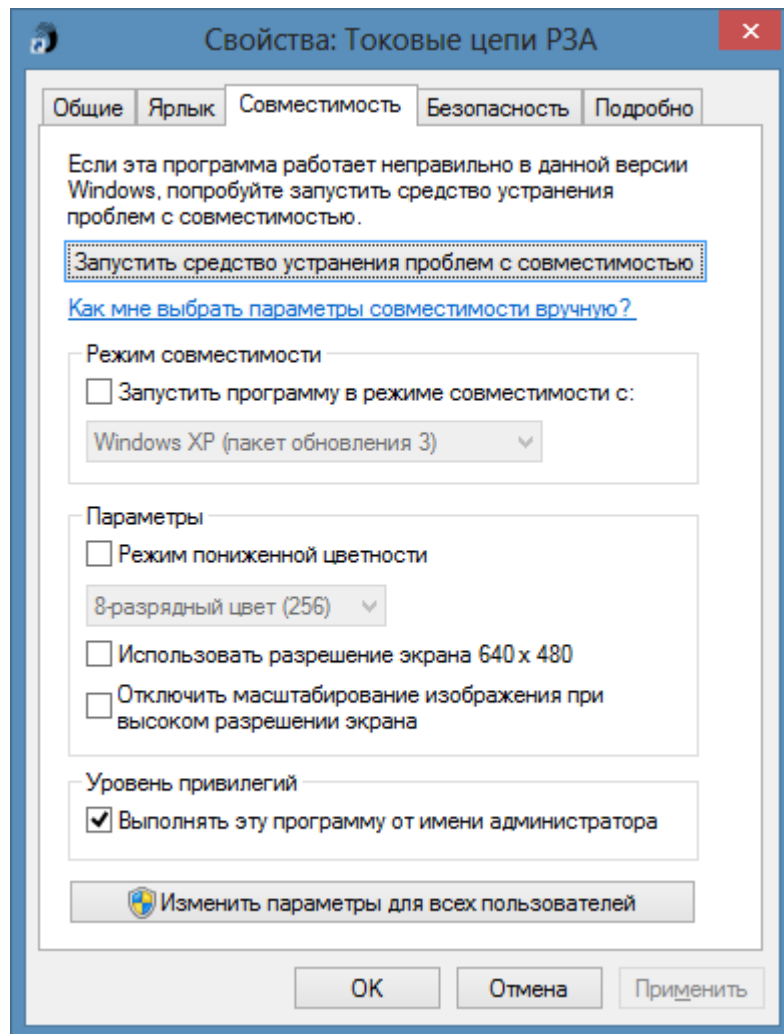 Свойства: Токовые цепи РЗА
Общие Ярлык Совместимость Безопасность Подробно
Если эта программа работает неправильно в данной версии
Windows, попробуйте запустить средство устранения
проблем с совместимостью.
Запустить средство устранения проблем с совместимостью
Как мне выбрать параметры совместимости вручную?
Режим совместимости
Запустить программу в режиме совместимости с:
Windows XP (пакет обновления 3)
Параметры
Режим пониженной цветности
8-разрядный цвет (256)
Использовать разрешение экрана 640 x 480
Отключить масштабирование изображения при
высоком разрешении экрана
Уровень привилегий
Выполнять эту программу от имени администратора
Изменить параметры для всех пользователей
ОК Отмена Применить